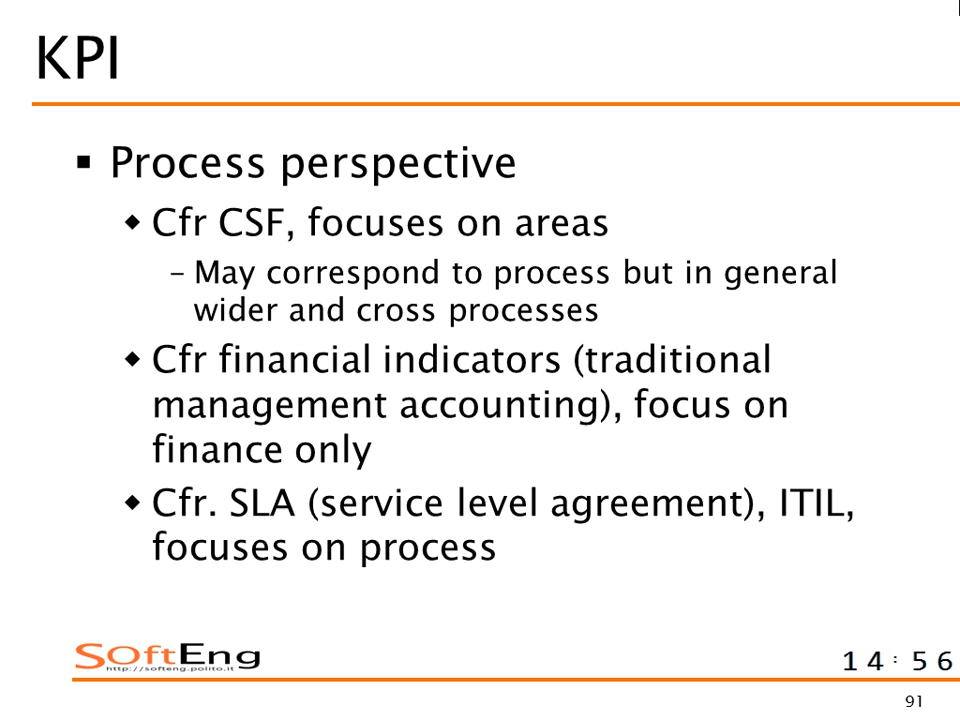 KPI
▪ Process perspective
◆ Cfr CSF, focuses on areas
– May correspond to process but in general
wider and cross processes
◆ Cfr financial indicators (traditional
management accounting), focus on
finance only
◆ Cfr. SLA (service level agreement), ITIL,
focuses on process
SOftEng
http://softeng.polito.it
14:56
91